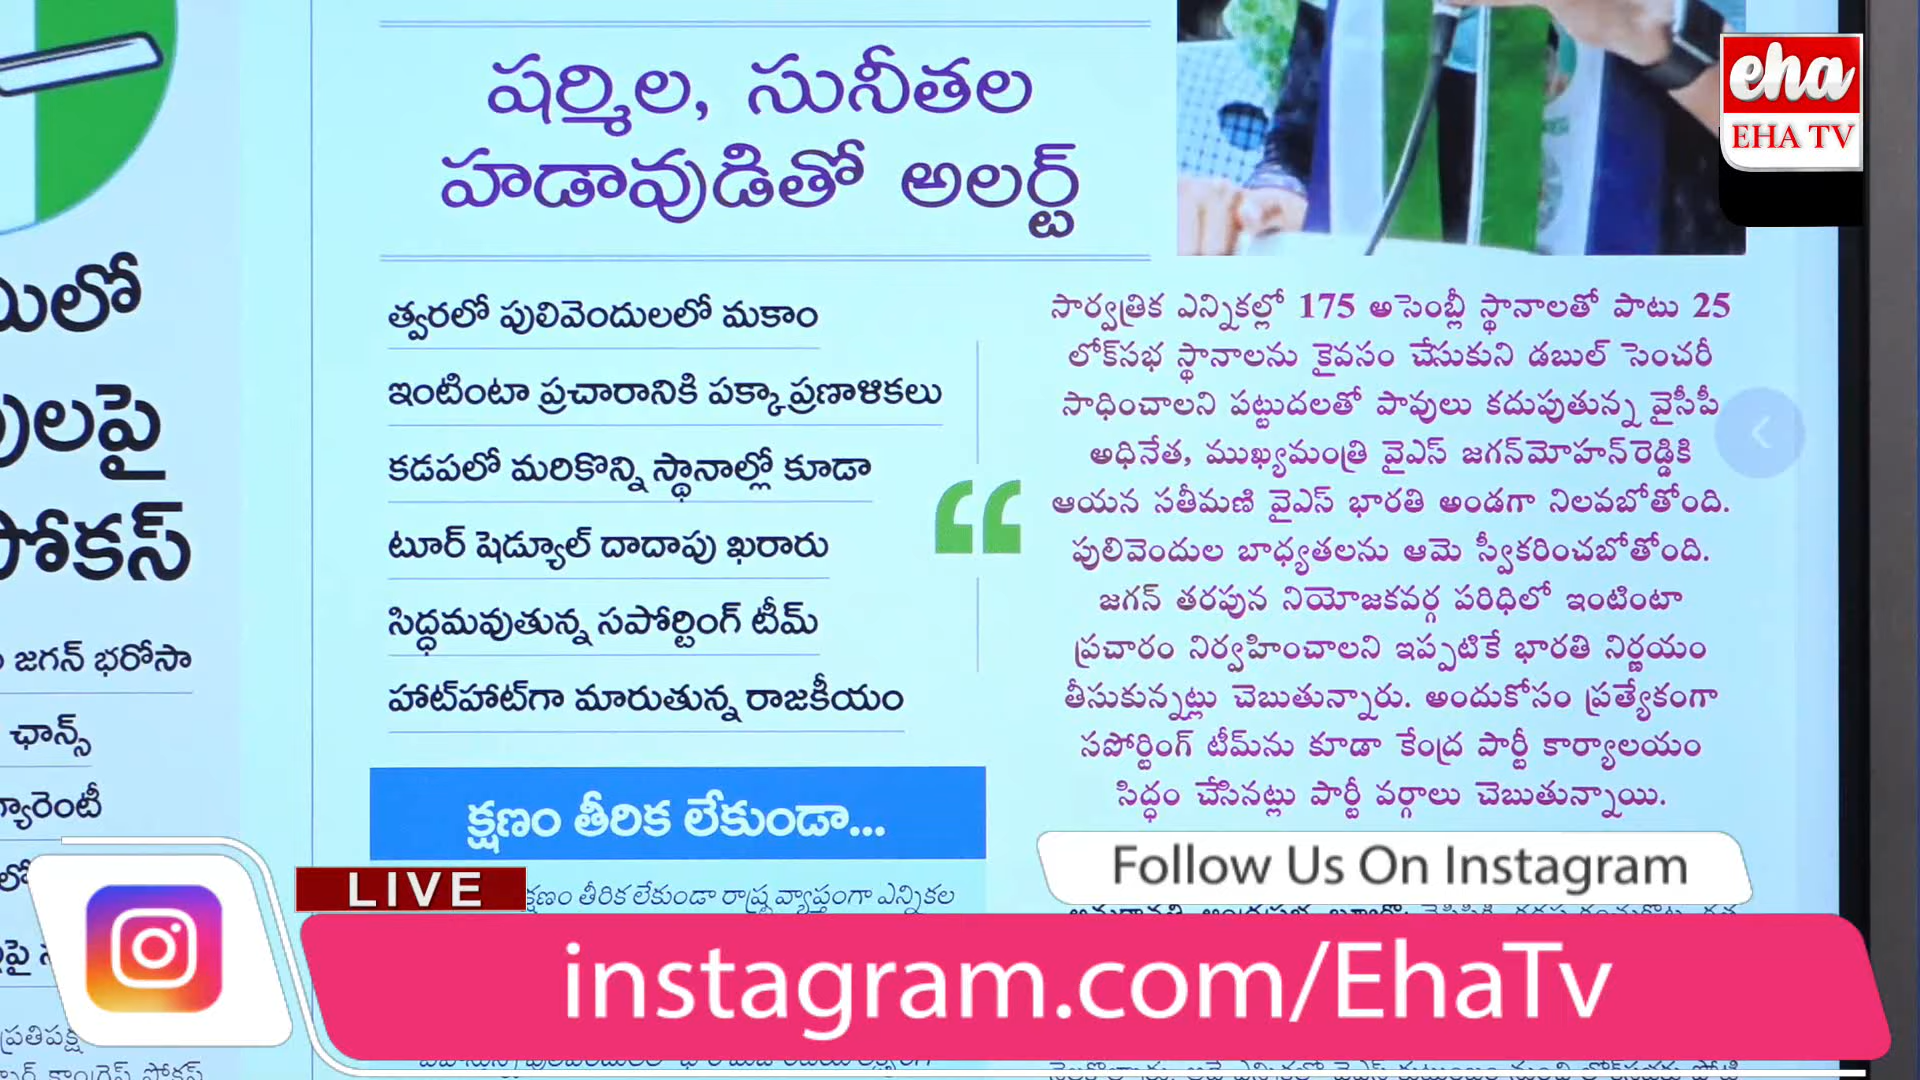 షర్మిల, సునీతల
హడావుడితో అలర్ట్
త్వరలో పులివెందులలో మకాం
ఇంటింటా ప్రచారానికి పక్కా ప్రణాళికలు
కడపలో మరికొన్ని స్థానాల్లో కూడా
టూర్ షెడ్యూల్ దాదాపు ఖరారు
సిద్ధమవుతున్న సపోర్టింగ్ టీమ్
హాట్‌హాట్‌గా మారుతున్న రాజకీయం
క్షణం తీరిక లేకుండా...
క్షణం తీరిక లేకుండా రాష్ట్ర వ్యాప్తంగా ఎన్నికల
సార్వత్రిక ఎన్నికల్లో 175 అసెంబ్లీ స్థానాలతో పాటు 25
లోక్‌సభ స్థానాలను కైవసం చేసుకుని డబుల్ సెంచరీ
సాధించాలని పట్టుదలతో పావులు కదుపుతున్న వైసీపీ
అధినేత, ముఖ్యమంత్రి వైఎస్ జగన్‌మోహన్‌రెడ్డికి
ఆయన సతీమణి వైఎస్ భారతి అండగా నిలవబోతోంది.
పులివెందుల బాధ్యతలను ఆమె స్వీకరించబోతోంది.
జగన్ తరపున నియోజకవర్గ పరిధిలో ఇంటింటా
ప్రచారం నిర్వహించాలని ఇప్పటికే భారతి నిర్ణయం
తీసుకున్నట్లు చెబుతున్నారు. అందుకోసం ప్రత్యేకంగా
సపోర్టింగ్ టీమ్‌ను కూడా కేంద్ర పార్టీ కార్యాలయం
సిద్ధం చేసినట్లు పార్టీ వర్గాలు చెబుతున్నాయి.
జగన్ భరోసా
ఛాన్స్
eha
EHA TV
LIVE
Follow Us On Instagram
instagram.com/EhaTv